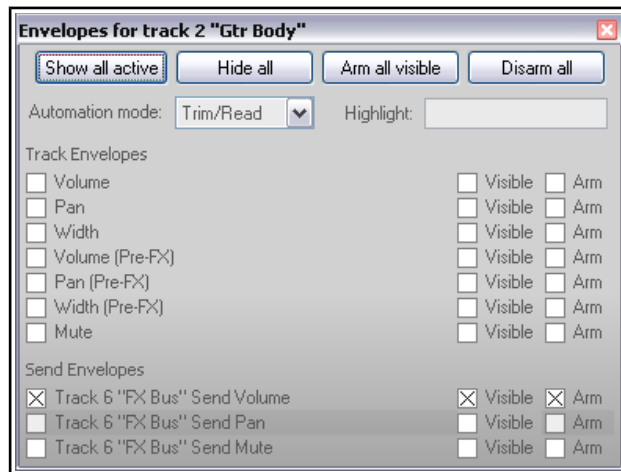 Envelopes for track 2 "Gtr Body"
Show all active Hide all Arm all visible Disarm all
Automation mode: Trim/Read Highlight:
Track Envelopes
Volume Visible Arm
Pan Visible Arm
Width Visible Arm
Volume (Pre-FX) Visible Arm
Pan (Pre-FX) Visible Arm
Width (Pre-FX) Visible Arm
Mute Visible Arm
Send Envelopes
Track 6 "FX Bus" Send Volume Visible Arm
Track 6 "FX Bus" Send Pan Visible Arm
Track 6 "FX Bus" Send Mute Visible Arm